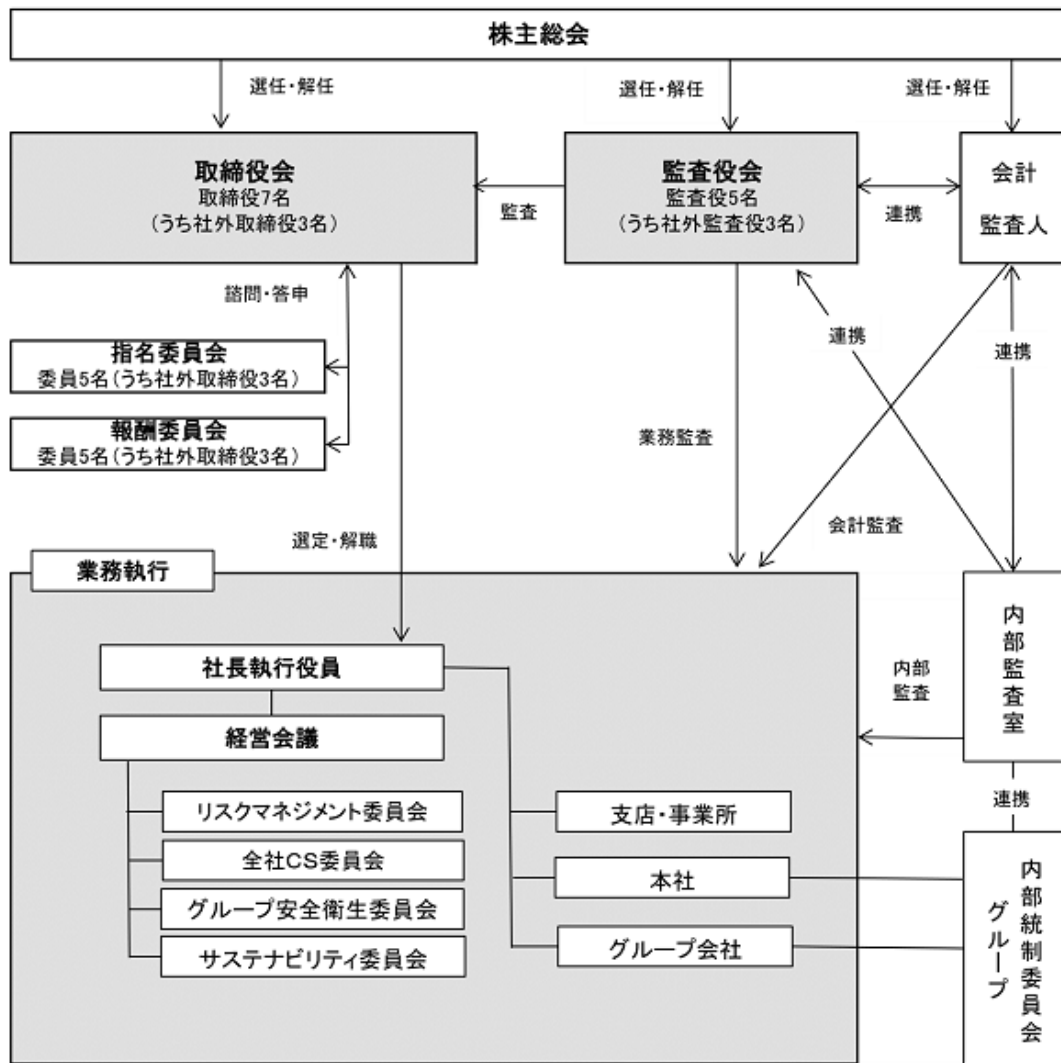 株主総会
選任・解任
選任・解任
選任・解任
取締役会
取締役7名
(うち社外取締役3名)
監査
監査役会
監査役5名
(うち社外監査役3名)
連携
会計
監査人
諮問・答申
指名委員会
委員5名(うち社外取締役3名)
報酬委員会
委員5名(うち社外取締役3名)
連携
連携
業務監査
会計監査
選定・解職
業務執行
社長執行役員
経営会議
リスクマネジメント委員会
全社CS委員会
グループ安全衛生委員会
サステナビリティ委員会
支店・事業所
本社
グループ会社
内部
監査
内部監査室
連携
内部統制委員会
グループ